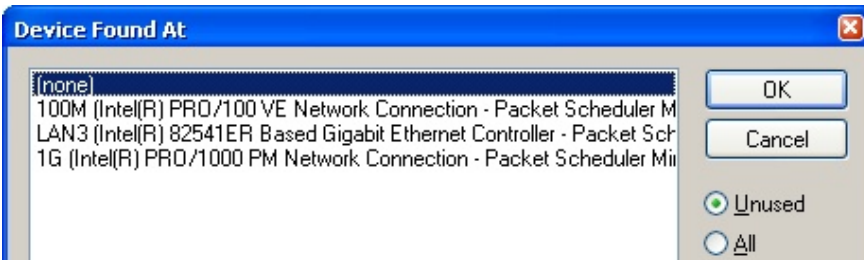 Device Found At
(none)
100M (Intel(R) PRO/100 VE Network Connection - Packet Scheduler M
LAN3 (Intel(R) 82541ER Based Gigabit Ethernet Controller - Packet Sch
1G (Intel(R) PRO/1000 PM Network Connection - Packet Scheduler Mi
OK
Cancel
Unused
All